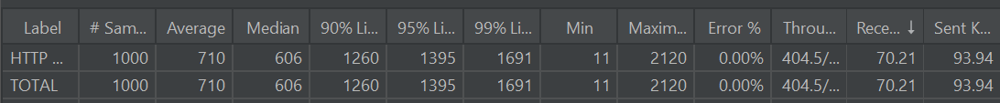 Label # Sam... Average Median 90% Li... 95% Li... 99% Li... Min Maxim... Error % Throu... Rece... ↓ Sent K...
HTTP ... 1000 710 606 1260 1395 1691 11 2120 0.00% 404.5/... 70.21 93.94
TOTAL 1000 710 606 1260 1395 1691 11 2120 0.00% 404.5/... 70.21 93.94